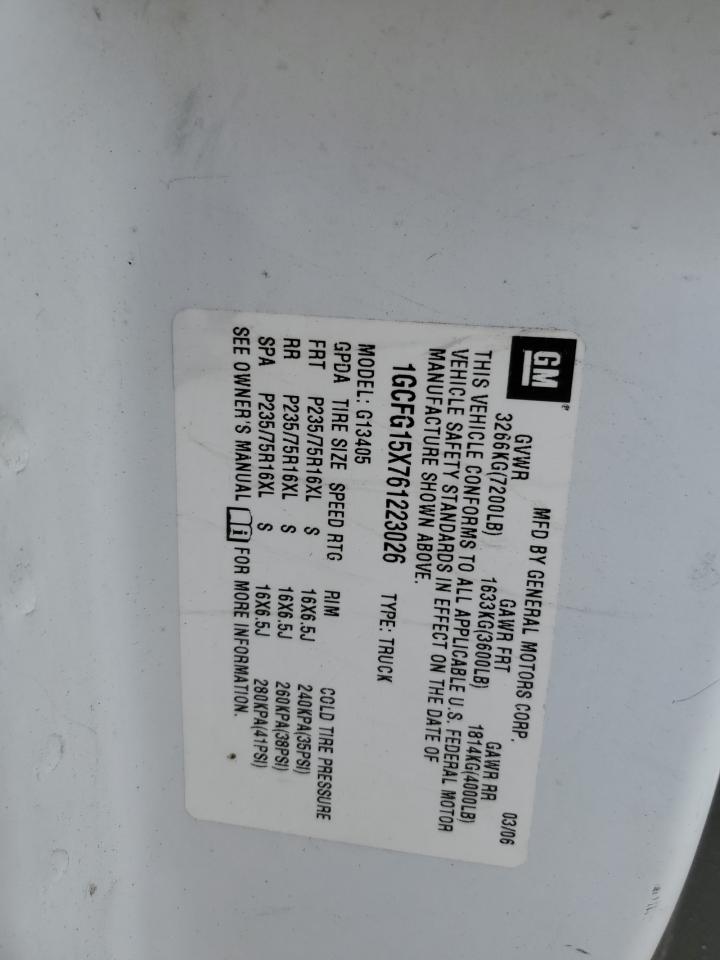 GM®
MFD BY GENERAL MOTORS CORP. 03/06
GVWR GAWR FRT GAWR RR
3266KG(7200LB) 1633KG(3600LB) 1814KG(4000LB)
THIS VEHICLE CONFORMS TO ALL APPLICABLE U.S. FEDERAL MOTOR
VEHICLE SAFETY STANDARDS IN EFFECT ON THE DATE OF
MANUFACTURE SHOWN ABOVE.
1GCFG15X761223026 TYPE: TRUCK
MODEL: G13405
GPDA TIRE SIZE SPEED RTG RIM COLD TIRE PRESSURE
FRT P235/75R16XL S 16X6.5J 240KPA(35PSI)
RR P235/75R16XL S 16X6.5J 260KPA(38PSI)
SPA P235/75R16XL S 16X6.5J 280KPA(41PSI)
SEE OWNER'S MANUAL i FOR MORE INFORMATION.